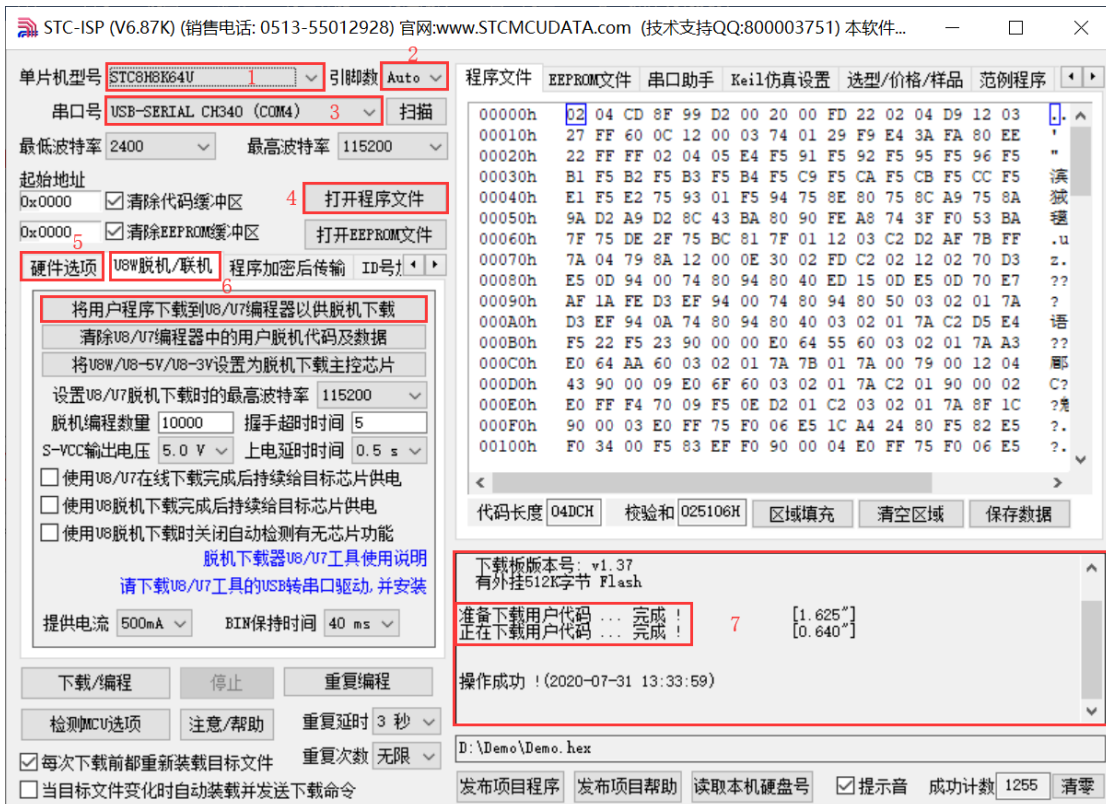 STC-ISP (V6.87K) (销售电话: 0513-55012928) 官网:www.STCMCUDATA.com (技术支持QQ:800003751) 本软件...
单片机型号 STC8H8K64U 1 引脚数 2 Auto
串口号 USB-SERIAL CH340 (COM4) 3 扫描
最低波特率 2400 最高波特率 115200
起始地址
0x0000 清除代码缓冲区 4 打开程序文件
0x0000 清除EEPROM缓冲区 打开EEPROM文件
5
硬件选项 U8W脱机/联机 程序加密后传输 ID号
6
将用户程序下载到U8/U7编程器以供脱机下载
清除U8/U7编程器中的用户脱机代码及数据
将U8W/U8-5V/U8-3V设置为脱机下载主控芯片
设置U8/U7脱机下载时的最高波特率 115200
脱机编程数量 10000 握手超时时间 5
S-VCC输出电压 5.0 V 上电延时时间 0.5 s
使用U8/U7在线下载完成后持续给目标芯片供电
使用U8脱机下载完成后持续给目标芯片供电
使用U8脱机下载时关闭自动检测有无芯片功能
脱机下载器U8/U7工具使用说明
请下载U8/U7工具的USB转串口驱动,并安装
提供电流 500mA BIN保持时间 40 ms
下载/编程 停止 重复编程
检测MCU选项 注意/帮助 重复延时 3 秒
每次下载前都重新装载目标文件 重复次数 无限
当目标文件变化时自动装载并发送下载命令
程序文件 EEPROM文件 串口助手 Keil仿真设置 选型/价格/样品 范例程序
00000h 02 04 CD 8F 99 D2 00 20 00 FD 22 02 04 D9 12 03 ..
00010h 27 FF 60 0C 12 00 03 74 01 29 F9 E4 3A FA 80 EE '
00020h 22 FF FF 02 04 05 E4 F5 91 F5 92 F5 95 F5 96 F5 "
00030h B1 F5 B2 F5 B3 F5 B4 F5 C9 F5 CA F5 CB F5 CC F5 滨
00040h E1 F5 E2 75 93 01 F5 94 75 8E 80 75 8C A9 75 8A
00050h 9A D2 A9 D2 8C 43 BA 80 90 FE A8 74 3F F0 53 BA
00060h 7F 75 DE 2F 75 BC 81 7F 01 12 03 C2 D2 AF 7B FF .u
00070h 7A 04 79 8A 12 00 0E 30 02 FD C2 02 12 02 70 D3 z.
00080h E5 0D 94 00 74 80 94 80 40 ED 15 0D E5 0D 70 E7 ??
00090h AF 1A FE D3 EF 94 00 74 80 94 80 50 03 02 01 7A ?
000A0h D3 EF 94 0A 74 80 94 80 40 03 02 01 7A C2 D5 E4 语
000B0h F5 22 F5 23 90 00 00 E0 64 55 60 03 02 01 7A A3 ??
000C0h E0 64 AA 60 03 02 01 7A 7B 01 7A 00 79 00 12 04 郿
000D0h 43 90 00 09 E0 6F 60 03 02 01 7A C2 01 90 00 02 C?
000E0h E0 FF F4 70 09 F5 0E D2 01 C2 03 02 01 7A 8F 1C
000F0h 90 00 03 E0 FF 75 F0 06 E5 1C A4 24 80 F5 82 E5 ?.
00100h F0 34 00 F5 83 EF F0 90 00 04 E0 FF 75 F0 06 E5 ?.
代码长度 04DCH 校验和 025106H 区域填充 清空区域 保存数据
下载板版本号: v1.37
有外挂512K字节 Flash
准备下载用户代码 ... 完成 ! [1.625"]
正在下载用户代码 ... 完成 ! 7 [0.640"]
操作成功 !(2020-07-31 13:33:59)
D:\Demo\Demo.hex
发布项目程序 发布项目帮助 读取本机硬盘号 提示音 成功计数 1255 清零